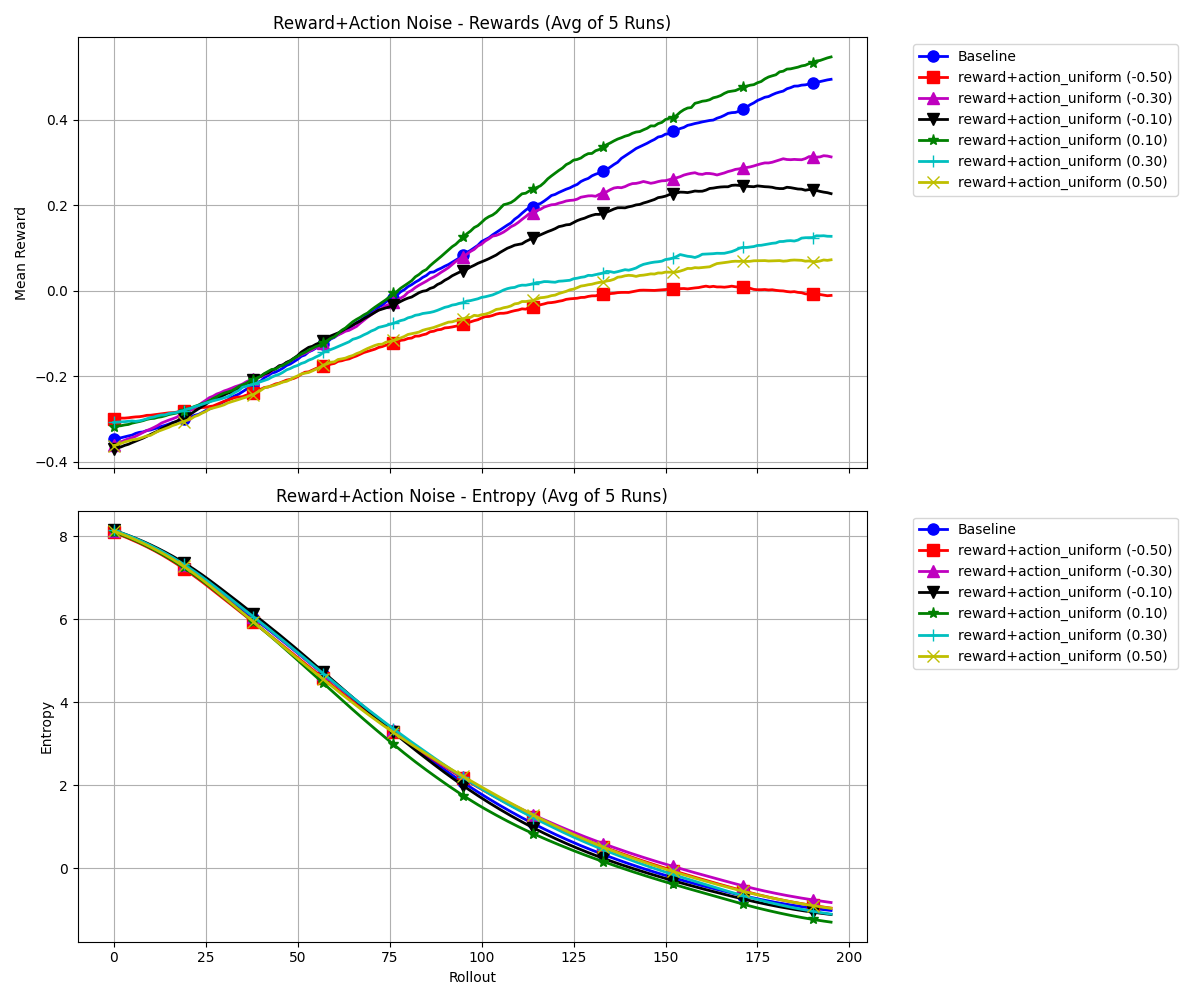 Reward+Action Noise - Rewards (Avg of 5 Runs)
Mean Reward
0.4
0.2
0.0
−0.2
−0.4
Baseline
reward+action_uniform (-0.50)
reward+action_uniform (-0.30)
reward+action_uniform (-0.10)
reward+action_uniform (0.10)
reward+action_uniform (0.30)
reward+action_uniform (0.50)
Reward+Action Noise - Entropy (Avg of 5 Runs)
Entropy
8
6
4
2
0
0 25 50 75 100 125 150 175 200
Rollout
Baseline
reward+action_uniform (-0.50)
reward+action_uniform (-0.30)
reward+action_uniform (-0.10)
reward+action_uniform (0.10)
reward+action_uniform (0.30)
reward+action_uniform (0.50)